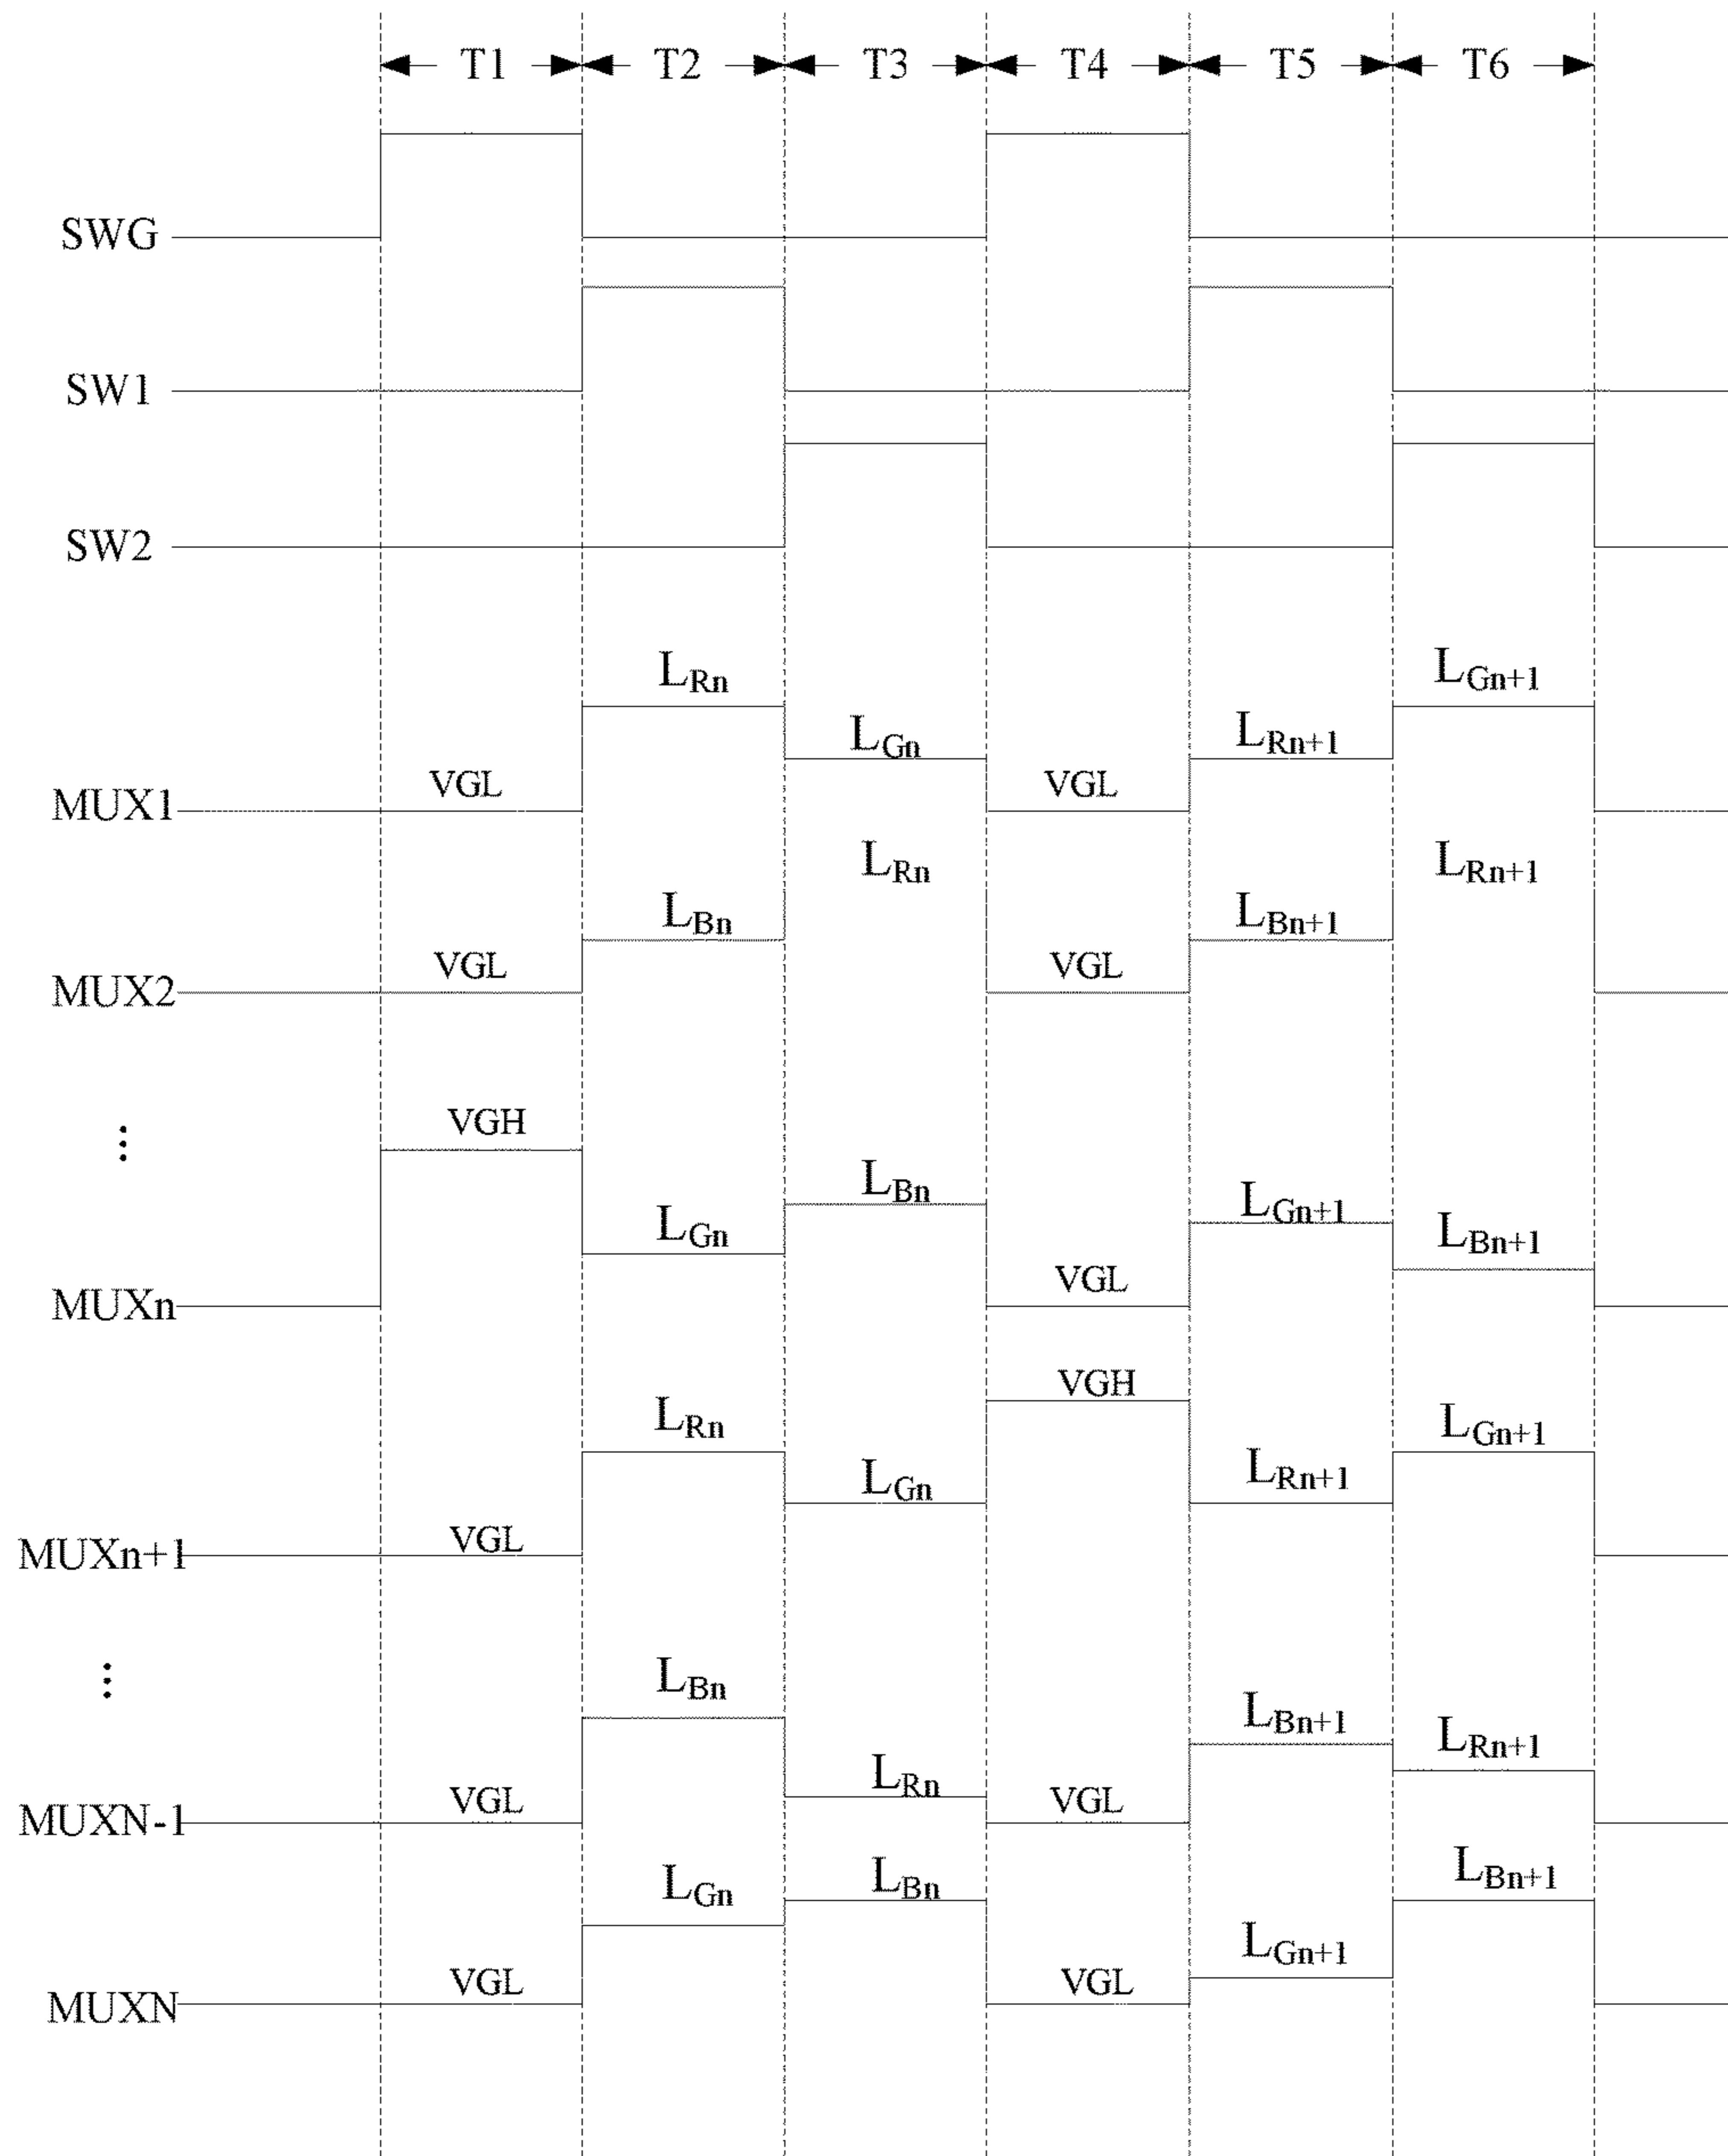 T1 T2 T3 T4 T5 T6
SWG
SW1
SW2
MUX1 VGL LRn LGn VGL LRn+1 LGn+1
MUX2 VGL LBn LRn VGL LBn+1 LRn+1
⋮
MUXn VGH LGn LBn VGL LGn+1 LBn+1
MUXn+1 VGL LRn LGn VGH LRn+1 LGn+1
⋮
MUXN-1 VGL LBn LRn VGL LBn+1 LRn+1
MUXN VGL LGn LBn VGL LGn+1 LBn+1